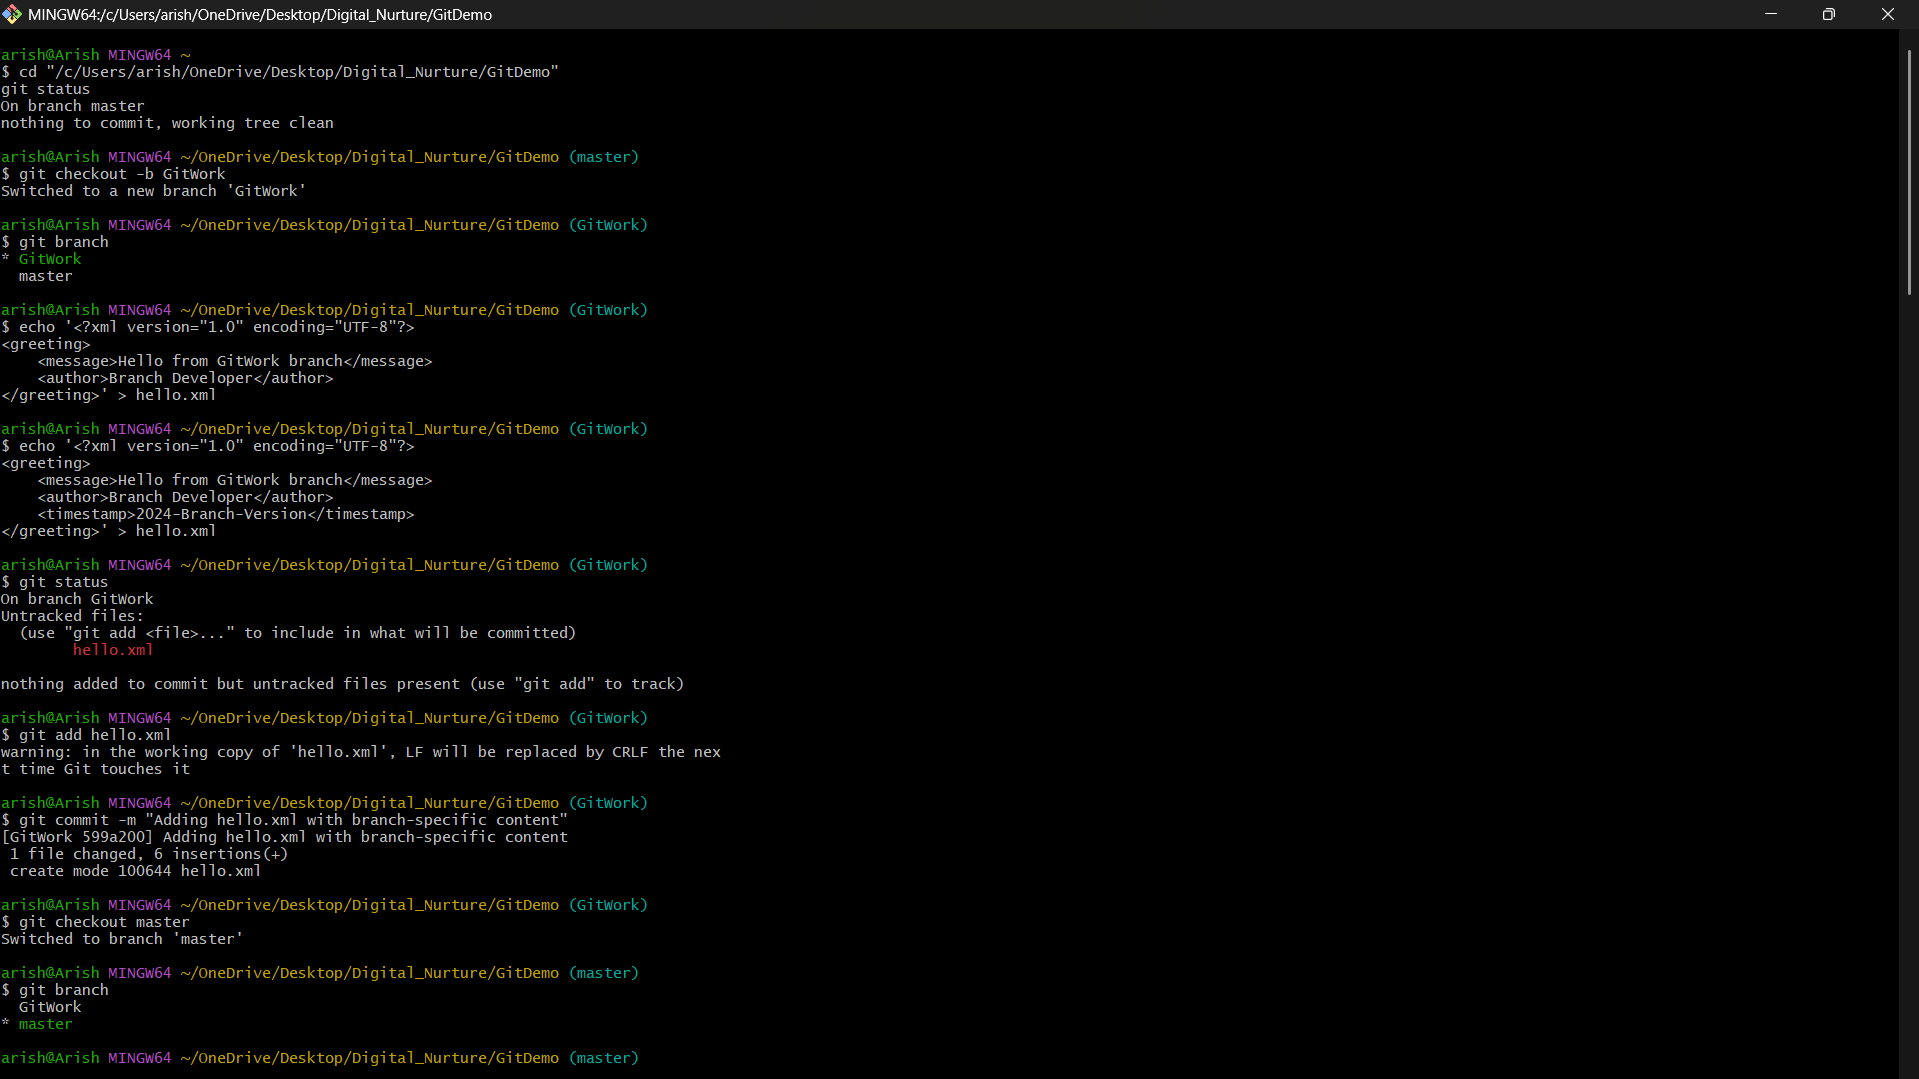 MINGW64:/c/Users/arish/OneDrive/Desktop/Digital_Nurture/GitDemo
arish@Arish MINGW64 ~
$ cd "/c/Users/arish/OneDrive/Desktop/Digital_Nurture/GitDemo"
git status
On branch master
nothing to commit, working tree clean
arish@Arish MINGW64 ~/OneDrive/Desktop/Digital_Nurture/GitDemo (master)
$ git checkout -b GitWork
Switched to a new branch 'GitWork'
arish@Arish MINGW64 ~/OneDrive/Desktop/Digital_Nurture/GitDemo (GitWork)
$ git branch
* GitWork
  master
arish@Arish MINGW64 ~/OneDrive/Desktop/Digital_Nurture/GitDemo (GitWork)
$ echo '<?xml version="1.0" encoding="UTF-8"?>
<greeting>
    <message>Hello from GitWork branch</message>
    <author>Branch Developer</author>
</greeting>' > hello.xml
arish@Arish MINGW64 ~/OneDrive/Desktop/Digital_Nurture/GitDemo (GitWork)
$ echo '<?xml version="1.0" encoding="UTF-8"?>
<greeting>
    <message>Hello from GitWork branch</message>
    <author>Branch Developer</author>
    <timestamp>2024-Branch-Version</timestamp>
</greeting>' > hello.xml
arish@Arish MINGW64 ~/OneDrive/Desktop/Digital_Nurture/GitDemo (GitWork)
$ git status
On branch GitWork
Untracked files:
  (use "git add <file>..." to include in what will be committed)
        hello.xml
nothing added to commit but untracked files present (use "git add" to track)
arish@Arish MINGW64 ~/OneDrive/Desktop/Digital_Nurture/GitDemo (GitWork)
$ git add hello.xml
warning: in the working copy of 'hello.xml', LF will be replaced by CRLF the nex
t time Git touches it
arish@Arish MINGW64 ~/OneDrive/Desktop/Digital_Nurture/GitDemo (GitWork)
$ git commit -m "Adding hello.xml with branch-specific content"
[GitWork 599a200] Adding hello.xml with branch-specific content
 1 file changed, 6 insertions(+)
 create mode 100644 hello.xml
arish@Arish MINGW64 ~/OneDrive/Desktop/Digital_Nurture/GitDemo (GitWork)
$ git checkout master
Switched to branch 'master'
arish@Arish MINGW64 ~/OneDrive/Desktop/Digital_Nurture/GitDemo (master)
$ git branch
  GitWork
* master
arish@Arish MINGW64 ~/OneDrive/Desktop/Digital_Nurture/GitDemo (master)